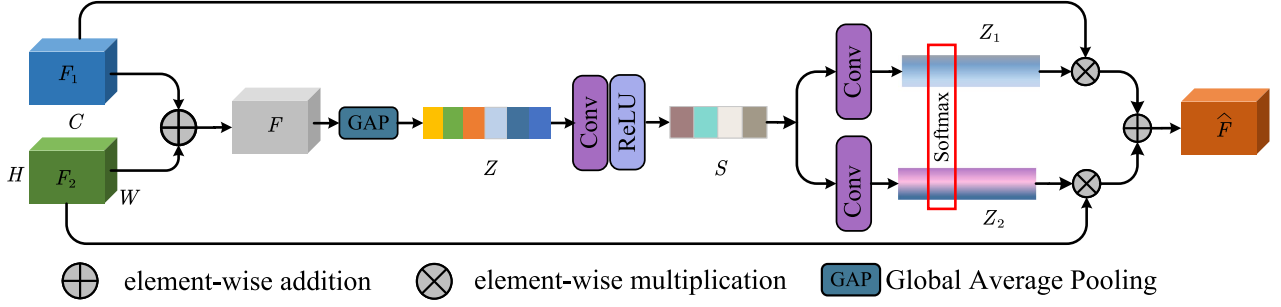 F₁
C
H
F₂
W
F
GAP
Z
Conv
ReLU
S
Conv
Conv
Z₁
Softmax
Z₂
F̂
element-wise addition
element-wise multiplication
GAP
Global Average Pooling